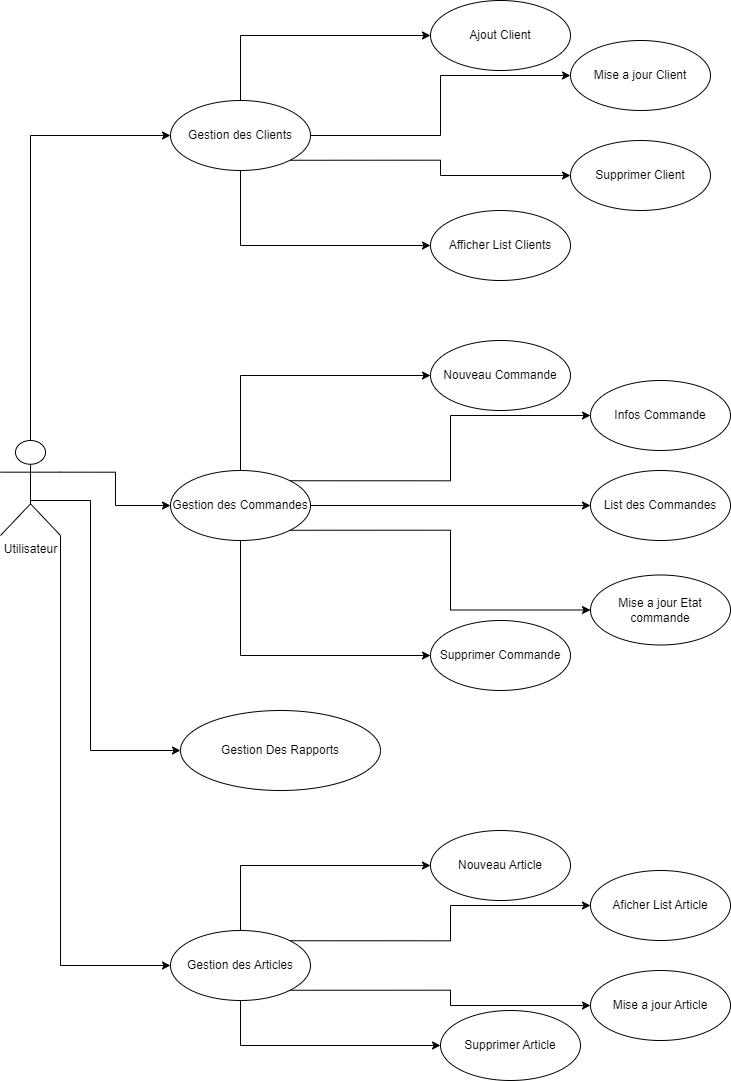 Ajout Client
Mise a jour Client
Gestion des Clients
Supprimer Client
Afficher List Clients
Nouveau Commande
Infos Commande
Gestion des Commandes
List des Commandes
Utilisateur
Mise a jour Etat
commande
Supprimer Commande
Gestion Des Rapports
Nouveau Article
Aficher List Article
Gestion des Articles
Mise a jour Article
Supprimer Article